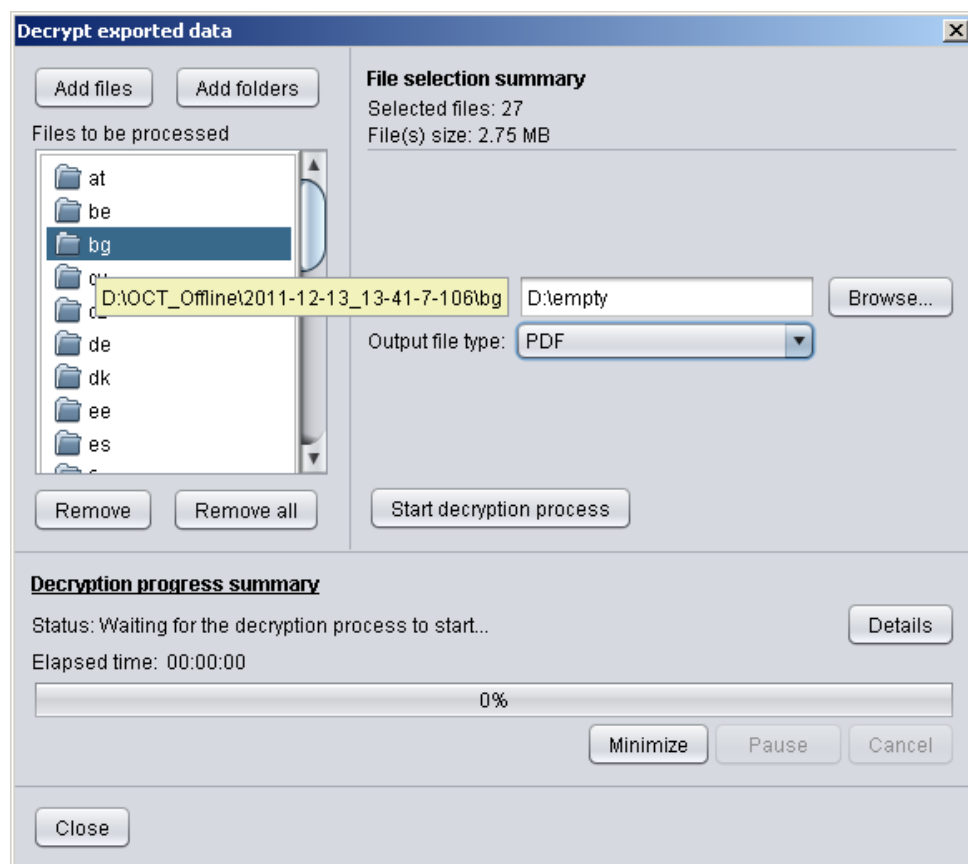 Decrypt exported data
Add files
Add folders
Files to be processed
at
be
bg
D:\OCT_Offline\2011-12-13_13-41-7-106\bg
de
dk
ee
es
Remove
Remove all
File selection summary
Selected files: 27
File(s) size: 2.75 MB
D:\empty
Browse...
Output file type:
PDF
Start decryption process
Decryption progress summary
Status: Waiting for the decryption process to start...
Details
Elapsed time: 00:00:00
0%
Minimize
Pause
Cancel
Close